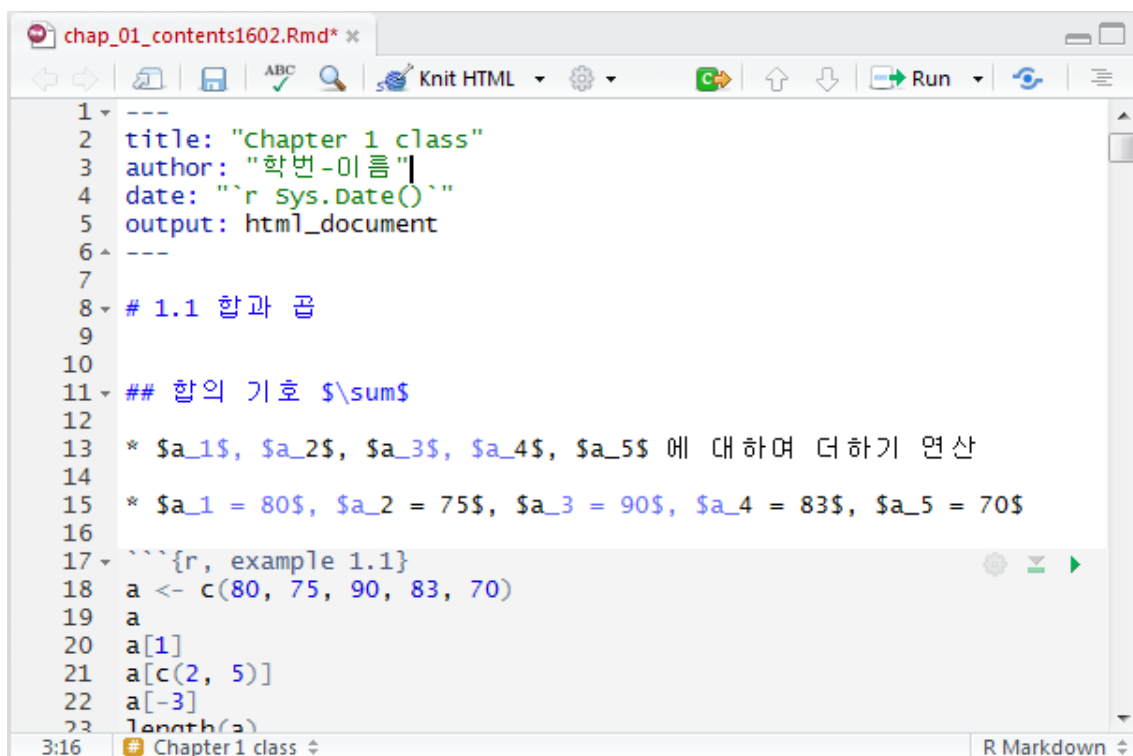 chap_01_contents1602.Rmd*
ABC Knit HTML Run
1 ---
2 title: "Chapter 1 class"
3 author: "학번-이름"
4 date: "`r Sys.Date()`"
5 output: html_document
6 ---
7
8 # 1.1 합과 곱
9
10
11 ## 합의 기호 $\sum$
12
13 * $a_1$, $a_2$, $a_3$, $a_4$, $a_5$ 에 대하여 더하기 연산
14
15 * $a_1 = 80$, $a_2 = 75$, $a_3 = 90$, $a_4 = 83$, $a_5 = 70$
16
17 ```{r, example 1.1}
18 a <- c(80, 75, 90, 83, 70)
19 a
20 a[1]
21 a[c(2, 5)]
22 a[-3]
23 length(a)
3:16 # Chapter 1 class R Markdown